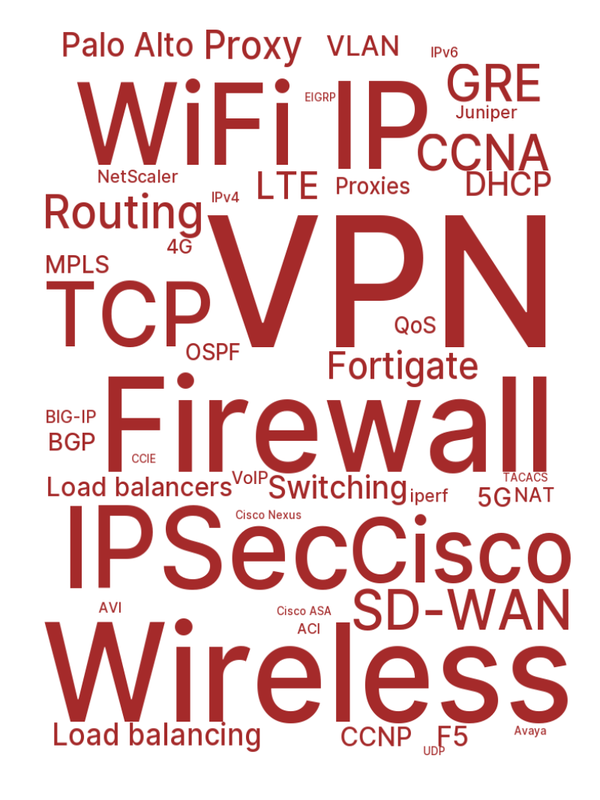 Palo Alto
Proxy
VLAN
IPv6
WiFi
EIGRP
IP
GRE
Juniper
CCNA
NetScaler
LTE
Proxies
DHCP
IPv4
Routing
4G
VPN
MPLS
TCP
QoS
OSPF
Fortigate
BIG-IP
Firewall
BGP
CCIE
Load balancers
VoIP
Switching
iperf
TACACS
5G
NAT
IPSec
Cisco Nexus
Cisco
AVI
Cisco ASA
SD-WAN
ACI
Wireless
Load balancing
CCNP
UDP
F5
Avaya